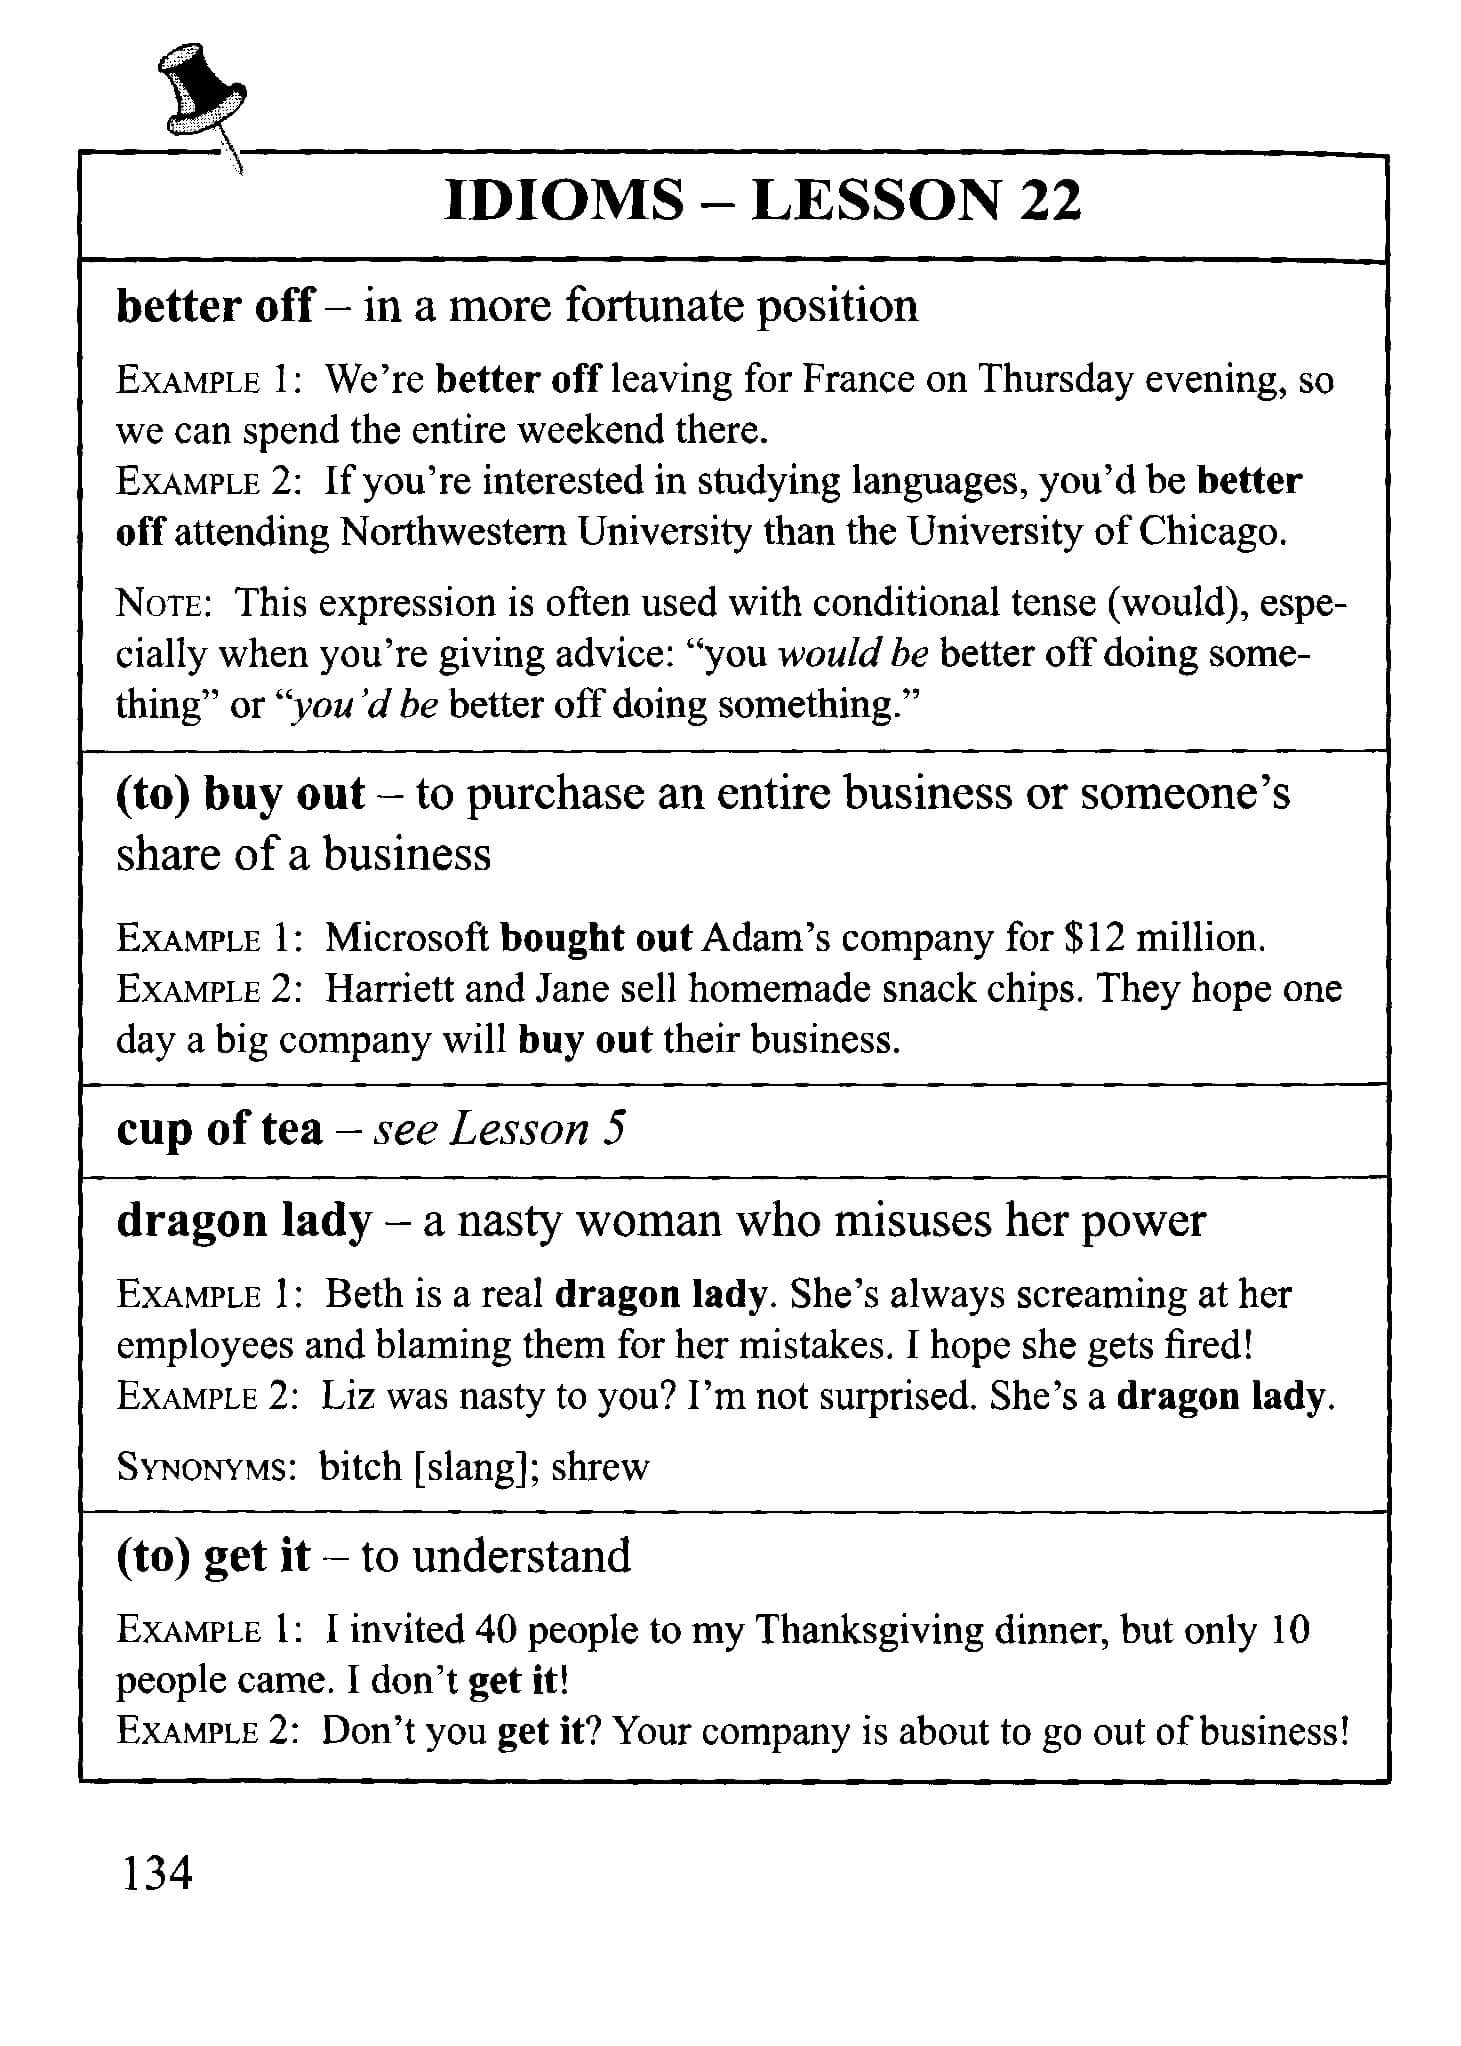 IDIOMS – LESSON 22
better off – in a more fortunate position
EXAMPLE 1: We're better off leaving for France on Thursday evening, so
we can spend the entire weekend there.
EXAMPLE 2: If you're interested in studying languages, you'd be better
off attending Northwestern University than the University of Chicago.
NOTE: This expression is often used with conditional tense (would), espe-
cially when you're giving advice: "you would be better off doing some-
thing" or "you'd be better off doing something."
(to) buy out – to purchase an entire business or someone's
share of a business
EXAMPLE 1: Microsoft bought out Adam's company for $12 million.
EXAMPLE 2: Harriett and Jane sell homemade snack chips. They hope one
day a big company will buy out their business.
cup of tea – see Lesson 5
dragon lady – a nasty woman who misuses her power
EXAMPLE 1: Beth is a real dragon lady. She's always screaming at her
employees and blaming them for her mistakes. I hope she gets fired!
EXAMPLE 2: Liz was nasty to you? I'm not surprised. She's a dragon lady.
SYNONYMS: bitch [slang]; shrew
(to) get it – to understand
EXAMPLE 1: I invited 40 people to my Thanksgiving dinner, but only 10
people came. I don't get it!
EXAMPLE 2: Don't you get it? Your company is about to go out of business!
134